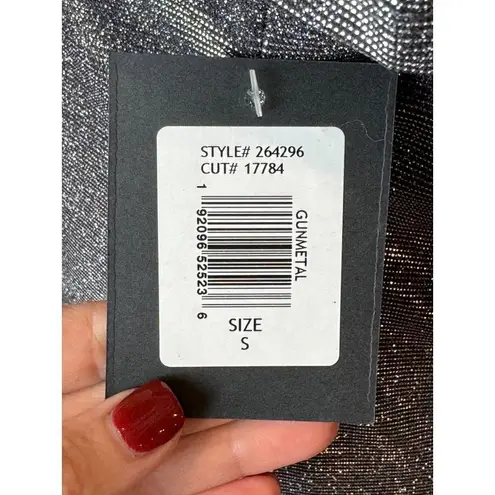 STYLE# 264296
CUT# 17784
1 92096 52523 6
GUNMETAL
SIZE
S